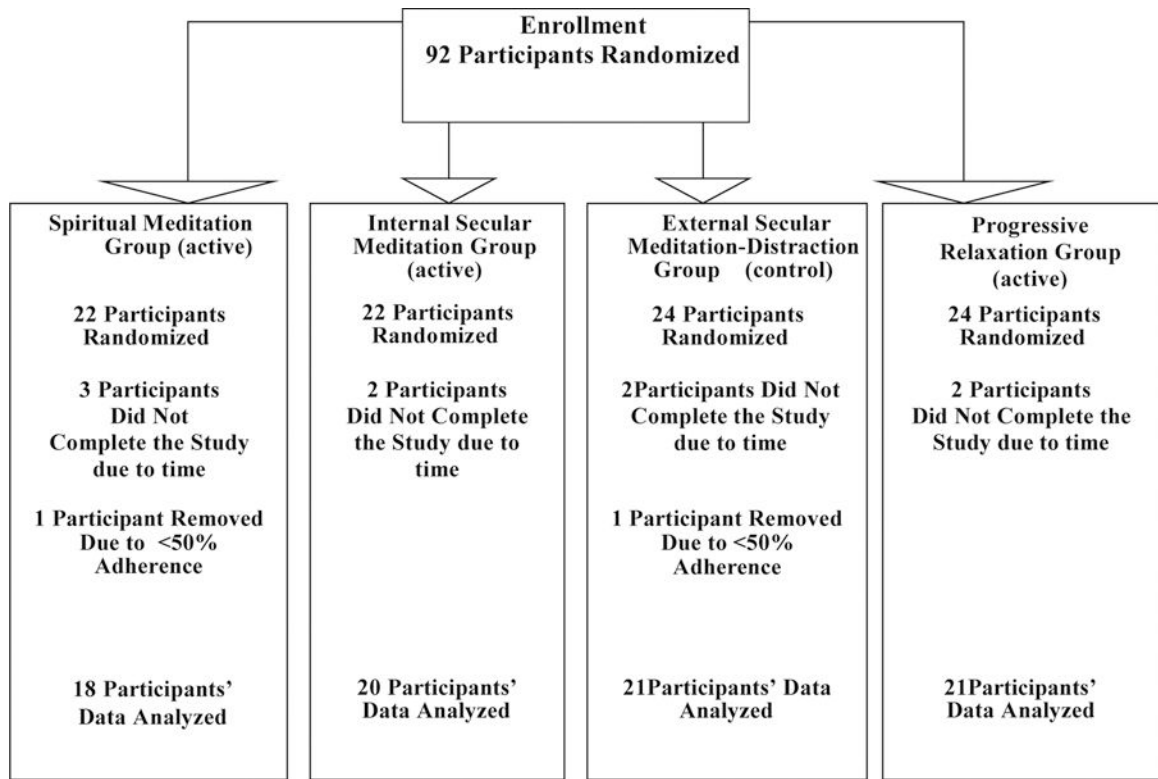 Enrollment
92 Participants Randomized
Spiritual Meditation
Group (active)
22 Participants
Randomized
3 Participants
Did Not
Complete the Study
due to time
1 Participant Removed
Due to <50%
Adherence
18 Participants’
Data Analyzed
Internal Secular
Meditation Group
(active)
22 Participants
Randomized
2 Participants
Did Not Complete
the Study due to
time
20 Participants’
Data Analyzed
External Secular
Meditation-Distraction
Group (control)
24 Participants
Randomized
2Participants Did Not
Complete the Study
due to time
1 Participant Removed
Due to <50%
Adherence
21Participants’ Data
Analyzed
Progressive
Relaxation Group
(active)
24 Participants
Randomized
2 Participants
Did Not Complete the
Study due to time
21Participants’
Data Analyzed